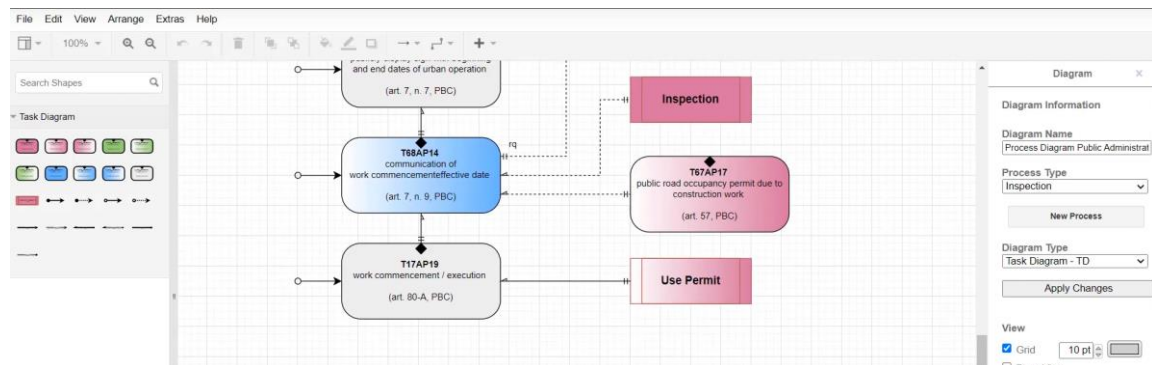 File Edit View Arrange Extras Help
100%
Search Shapes
Task Diagram
and end dates of urban operation
(art. 7, n. 7, PBC)
T68AP14
communication of
work commencementeffective date
(art. 7, n. 9, PBC)
T17AP19
work commencement / execution
(art. 80-A, PBC)
rq
Inspection
T67AP17
public road occupancy permit due to
construction work
(art. 57, PBC)
Use Permit
Diagram
Diagram Information
Diagram Name
Process Diagram Public Administrat
Process Type
Inspection
New Process
Diagram Type
Task Diagram - TD
Apply Changes
View
Grid 10 pt